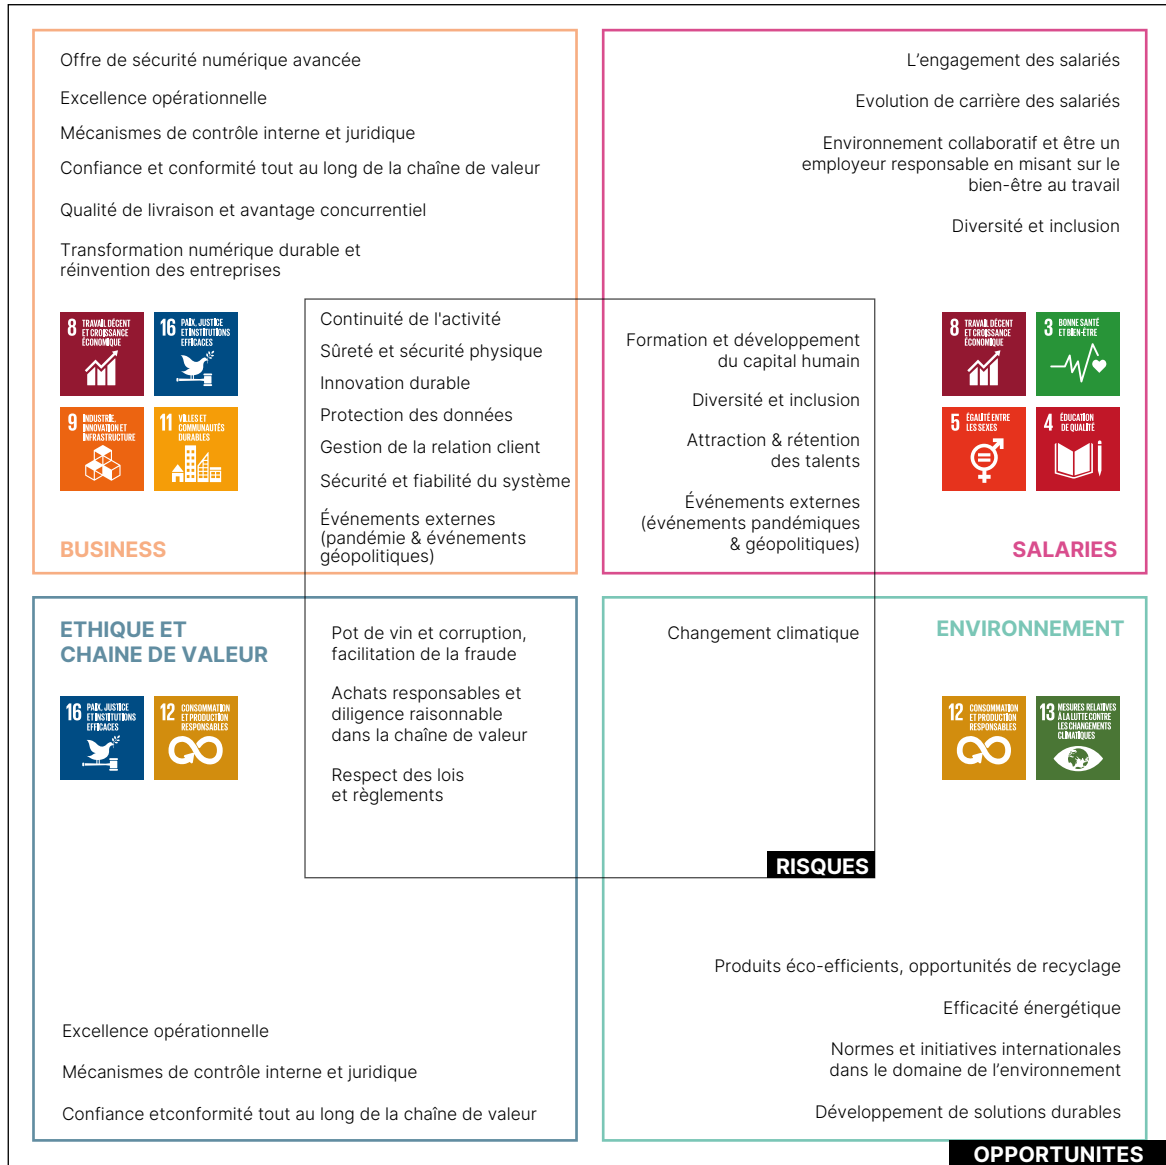 Offre de sécurité numérique avancée
Excellence opérationnelle
Mécanismes de contrôle interne et juridique
Confiance et conformité tout au long de la chaîne de valeur
Qualité de livraison et avantage concurrentiel
Transformation numérique durable et
réinvention des entreprises
8 TRAVAIL DÉCENT
ET CROISSANCE
ÉCONOMIQUE
16 PAIX, JUSTICE
ET INSTITUTIONS
EFFICACES
9 INDUSTRIE,
INNOVATION ET
INFRASTRUCTURE
11 VILLES ET
COMMUNAUTÉS
DURABLES
BUSINESS
Continuité de l'activité
Sûreté et sécurité physique
Innovation durable
Protection des données
Gestion de la relation client
Sécurité et fiabilité du système
Événements externes
(pandémie & événements
géopolitiques)
L'engagement des salariés
Evolution de carrière des salariés
Environnement collaboratif et être un
employeur responsable en misant sur le
bien-être au travail
Diversité et inclusion
Formation et développement
du capital humain
Diversité et inclusion
Attraction & rétention
des talents
Événements externes
(événements pandémiques
& géopolitiques)
8 TRAVAIL DÉCENT
ET CROISSANCE
ÉCONOMIQUE
3 BONNE SANTÉ
ET BIEN-ÊTRE
5 ÉGALITÉ ENTRE
LES SEXES
4 ÉDUCATION
DE QUALITÉ
SALARIES
ETHIQUE ET
CHAINE DE VALEUR
16 PAIX, JUSTICE
ET INSTITUTIONS
EFFICACES
12 CONSOMMATION
ET PRODUCTION
RESPONSABLES
Pot de vin et corruption,
facilitation de la fraude
Achats responsables et
diligence raisonnable
dans la chaîne de valeur
Respect des lois
et règlements
Excellence opérationnelle
Mécanismes de contrôle interne et juridique
Confiance etconformité tout au long de la chaîne de valeur
Changement climatique
ENVIRONNEMENT
12 CONSOMMATION
ET PRODUCTION
RESPONSABLES
13 MESURES RELATIVES
À LA LUTTE CONTRE
LES CHANGEMENTS
CLIMATIQUES
RISQUES
Produits éco-efficients, opportunités de recyclage
Efficacité énergétique
Normes et initiatives internationales
dans le domaine de l'environnement
Développement de solutions durables
OPPORTUNITES